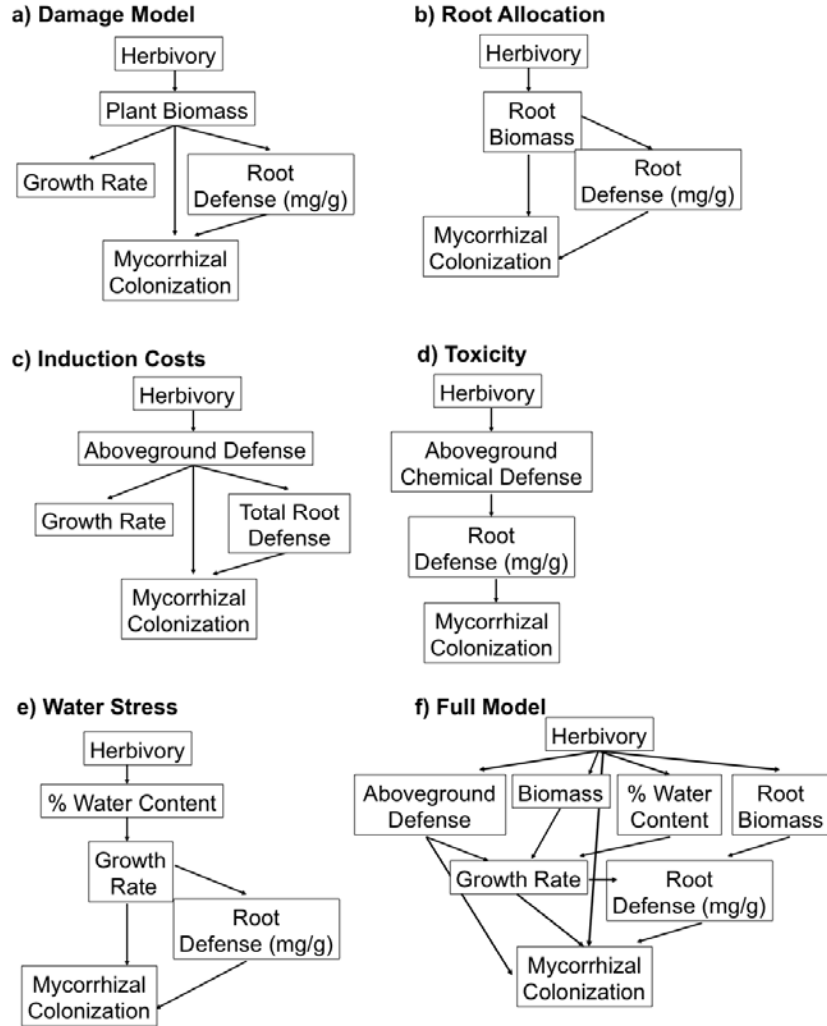 a) Damage Model
Herbivory
Plant Biomass
Growth Rate
Root
Defense (mg/g)
Mycorrhizal
Colonization
b) Root Allocation
Herbivory
Root
Biomass
Root
Defense (mg/g)
Mycorrhizal
Colonization
c) Induction Costs
Herbivory
Aboveground Defense
Growth Rate
Total Root
Defense
Mycorrhizal
Colonization
d) Toxicity
Herbivory
Aboveground
Chemical Defense
Root
Defense (mg/g)
Mycorrhizal
Colonization
e) Water Stress
Herbivory
% Water Content
Growth
Rate
Root
Defense (mg/g)
Mycorrhizal
Colonization
f) Full Model
Herbivory
Aboveground
Defense
Biomass
% Water
Content
Root
Biomass
Growth Rate
Root
Defense (mg/g)
Mycorrhizal
Colonization